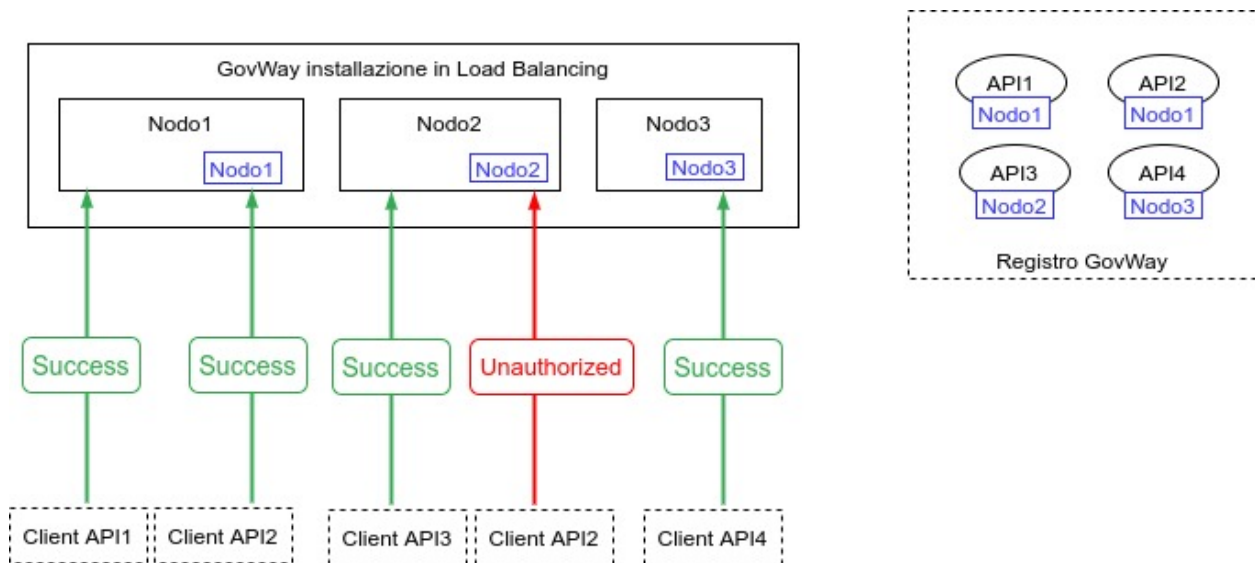 GovWay installazione in Load Balancing
Nodo1
Nodo1
Nodo2
Nodo2
Nodo3
Nodo3
Success
Success
Success
Unauthorized
Success
Client API1
Client API2
Client API3
Client API2
Client API4
API1
Nodo1
API2
Nodo1
API3
Nodo2
API4
Nodo3
Registro GovWay